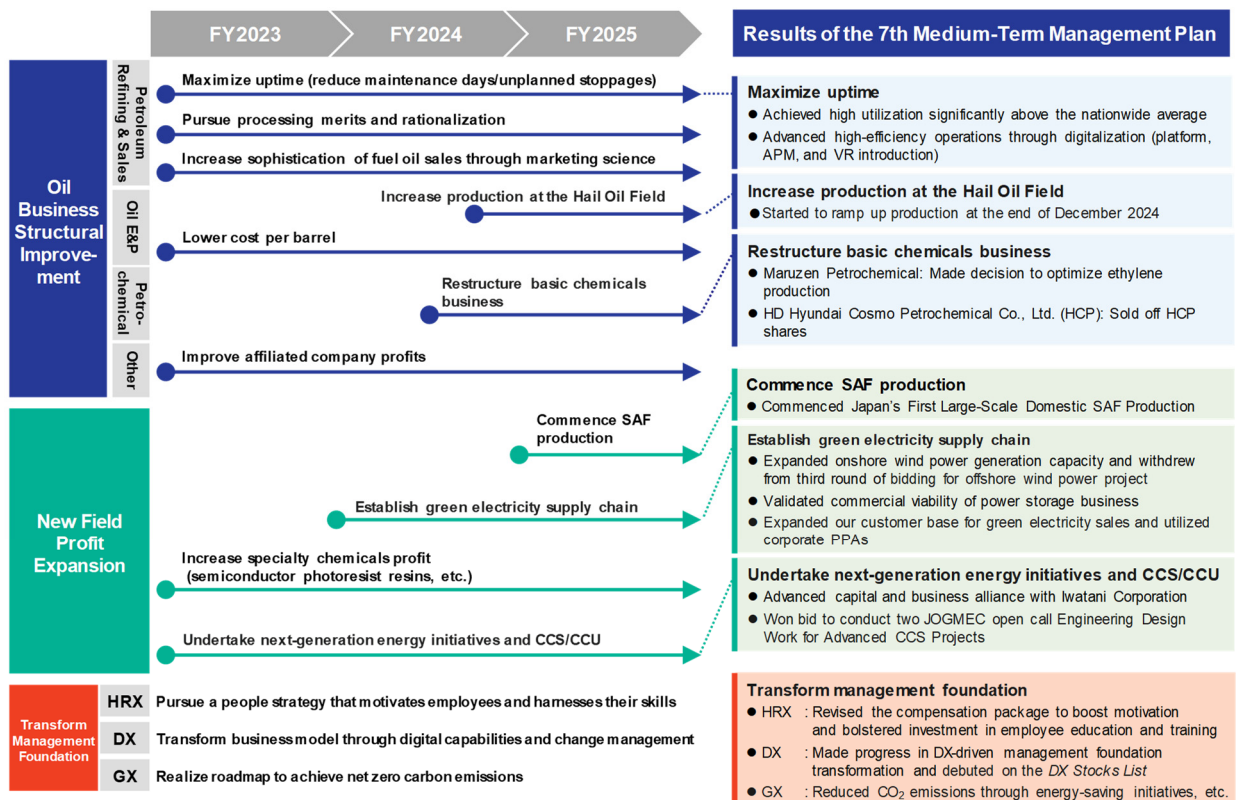 FY2023
FY2024
FY2025
Results of the 7th Medium-Term Management Plan
Oil
Business
Structural
Improve-
ment
Petroleum
Refining & Sales
Maximize uptime (reduce maintenance days/unplanned stoppages)
Pursue processing merits and rationalization
Increase sophistication of fuel oil sales through marketing science
Oil E&P
Increase production at the Hail Oil Field
Lower cost per barrel
Petro-
chemical
Restructure basic chemicals
business
Other
Improve affiliated company profits
Maximize uptime
● Achieved high utilization significantly above the nationwide average
● Advanced high-efficiency operations through digitalization (platform,
APM, and VR introduction)
Increase production at the Hail Oil Field
● Started to ramp up production at the end of December 2024
Restructure basic chemicals business
● Maruzen Petrochemical: Made decision to optimize ethylene
production
● HD Hyundai Cosmo Petrochemical Co., Ltd. (HCP): Sold off HCP
shares
New Field
Profit
Expansion
Commence SAF
production
Establish green electricity supply chain
Increase specialty chemicals profit
(semiconductor photoresist resins, etc.)
Undertake next-generation energy initiatives and CCS/CCU
Commence SAF production
● Commenced Japan's First Large-Scale Domestic SAF Production
Establish green electricity supply chain
● Expanded onshore wind power generation capacity and withdrew
from third round of bidding for offshore wind power project
● Validated commercial viability of power storage business
● Expanded our customer base for green electricity sales and utilized
corporate PPAs
Undertake next-generation energy initiatives and CCS/CCU
● Advanced capital and business alliance with Iwatani Corporation
● Won bid to conduct two JOGMEC open call Engineering Design
Work for Advanced CCS Projects
Transform
Management
Foundation
HRX Pursue a people strategy that motivates employees and harnesses their skills
DX Transform business model through digital capabilities and change management
GX Realize roadmap to achieve net zero carbon emissions
Transform management foundation
● HRX : Revised the compensation package to boost motivation
and bolstered investment in employee education and training
● DX : Made progress in DX-driven management foundation
transformation and debuted on the DX Stocks List
● GX : Reduced CO₂ emissions through energy-saving initiatives, etc.